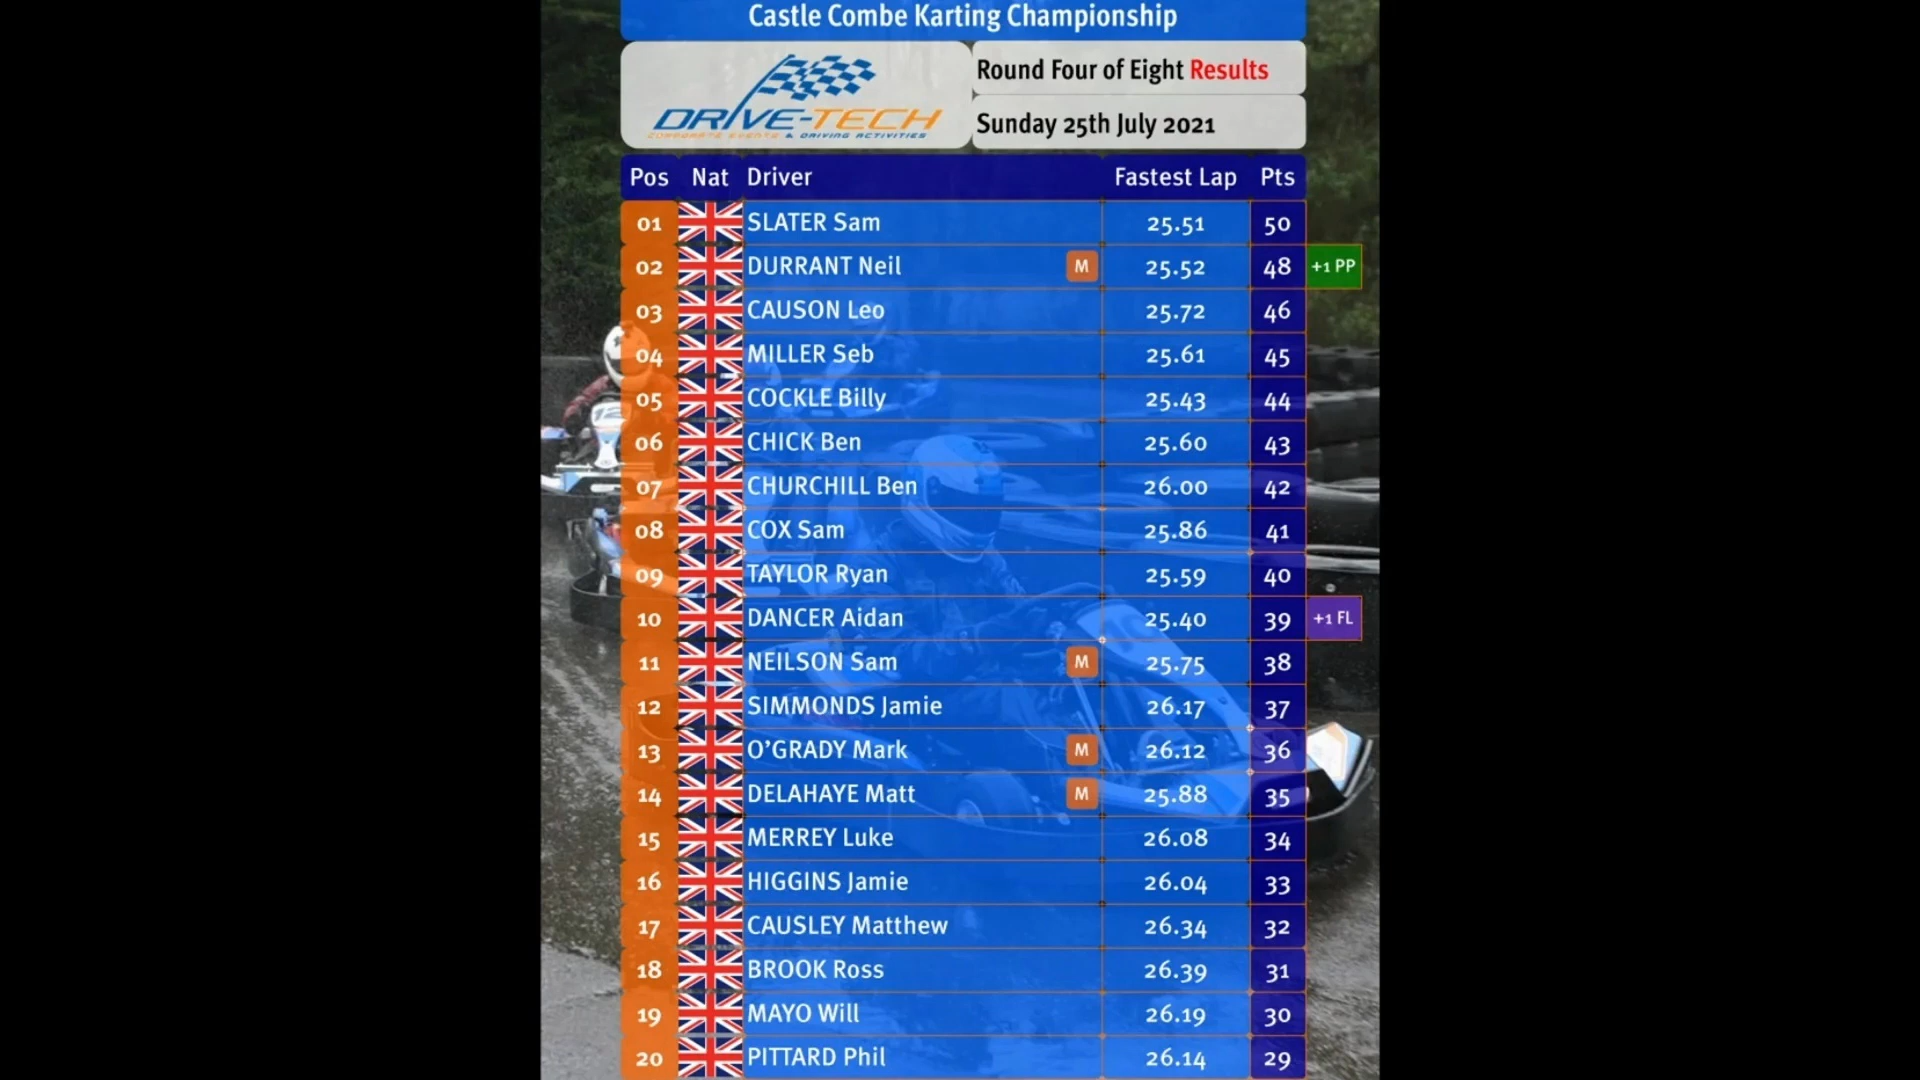 Castle Combe Karting Championship
DRIVE-TECH
CORPORATE EVENTS & DRIVING ACTIVITIES
Round Four of Eight Results
Sunday 25th July 2021
Pos Nat Driver Fastest Lap Pts
01 SLATER Sam 25.51 50
02 DURRANT Neil M 25.52 48 +1 PP
03 CAUSON Leo 25.72 46
04 MILLER Seb 25.61 45
05 COCKLE Billy 25.43 44
06 CHICK Ben 25.60 43
07 CHURCHILL Ben 26.00 42
08 COX Sam 25.86 41
09 TAYLOR Ryan 25.59 40
10 DANCER Aidan 25.40 39 +1 FL
11 NEILSON Sam M 25.75 38
12 SIMMONDS Jamie 26.17 37
13 O’GRADY Mark M 26.12 36
14 DELAHAYE Matt M 25.88 35
15 MERREY Luke 26.08 34
16 HIGGINS Jamie 26.04 33
17 CAUSLEY Matthew 26.34 32
18 BROOK Ross 26.39 31
19 MAYO Will 26.19 30
20 PITTARD Phil 26.14 29